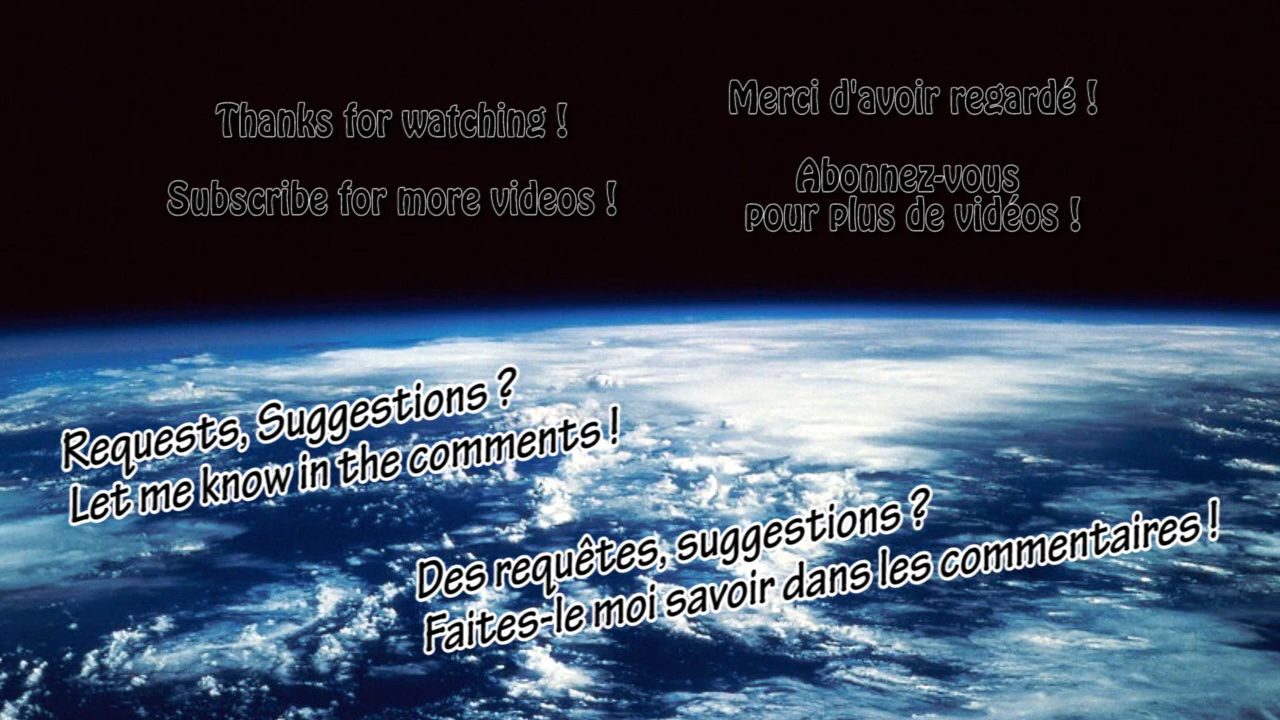 Thanks for watching !
Subscribe for more videos !
Merci d'avoir regardé !
Abonnez-vous
pour plus de vidéos !
Requests, Suggestions ?
Let me know in the comments !
Des requêtes, suggestions ?
Faites-le moi savoir dans les commentaires !